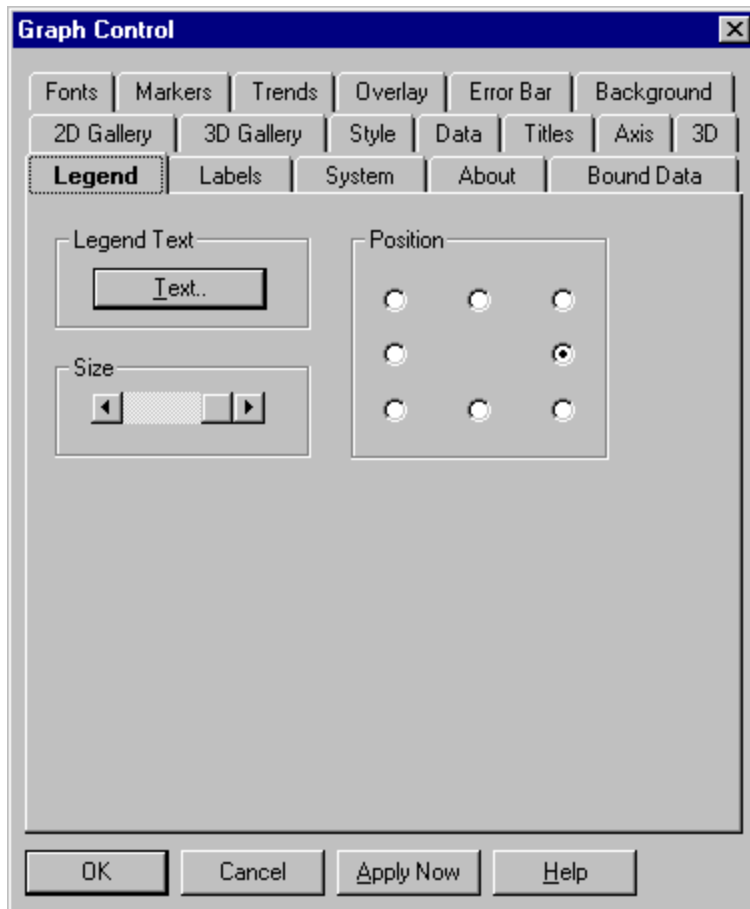 Graph Control
Fonts Markers Trends Overlay Error Bar Background
2D Gallery 3D Gallery Style Data Titles Axis 3D
Legend Labels System About Bound Data
Legend Text Position
Text..
Size
OK Cancel Apply Now Help